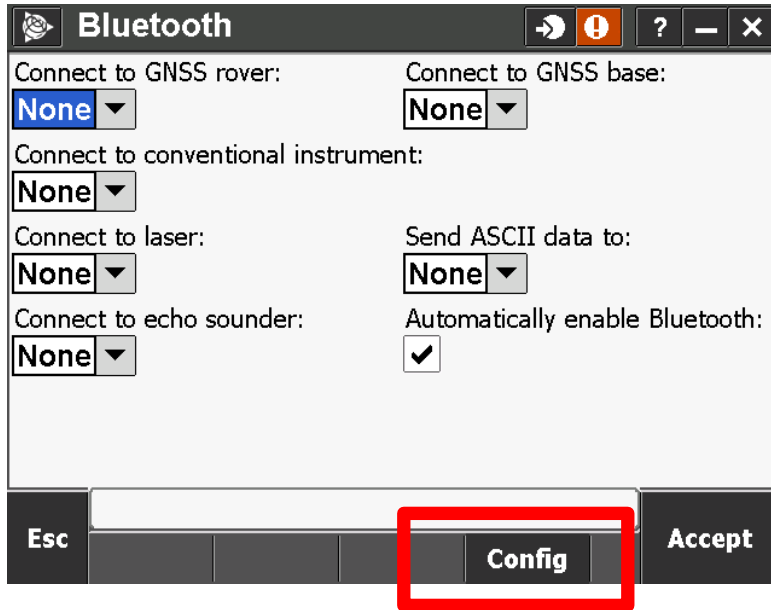 Bluetooth ? — ×
Connect to GNSS rover: Connect to GNSS base:
None None
Connect to conventional instrument:
None
Connect to laser: Send ASCII data to:
None None
Connect to echo sounder: Automatically enable Bluetooth:
None
Esc Config Accept